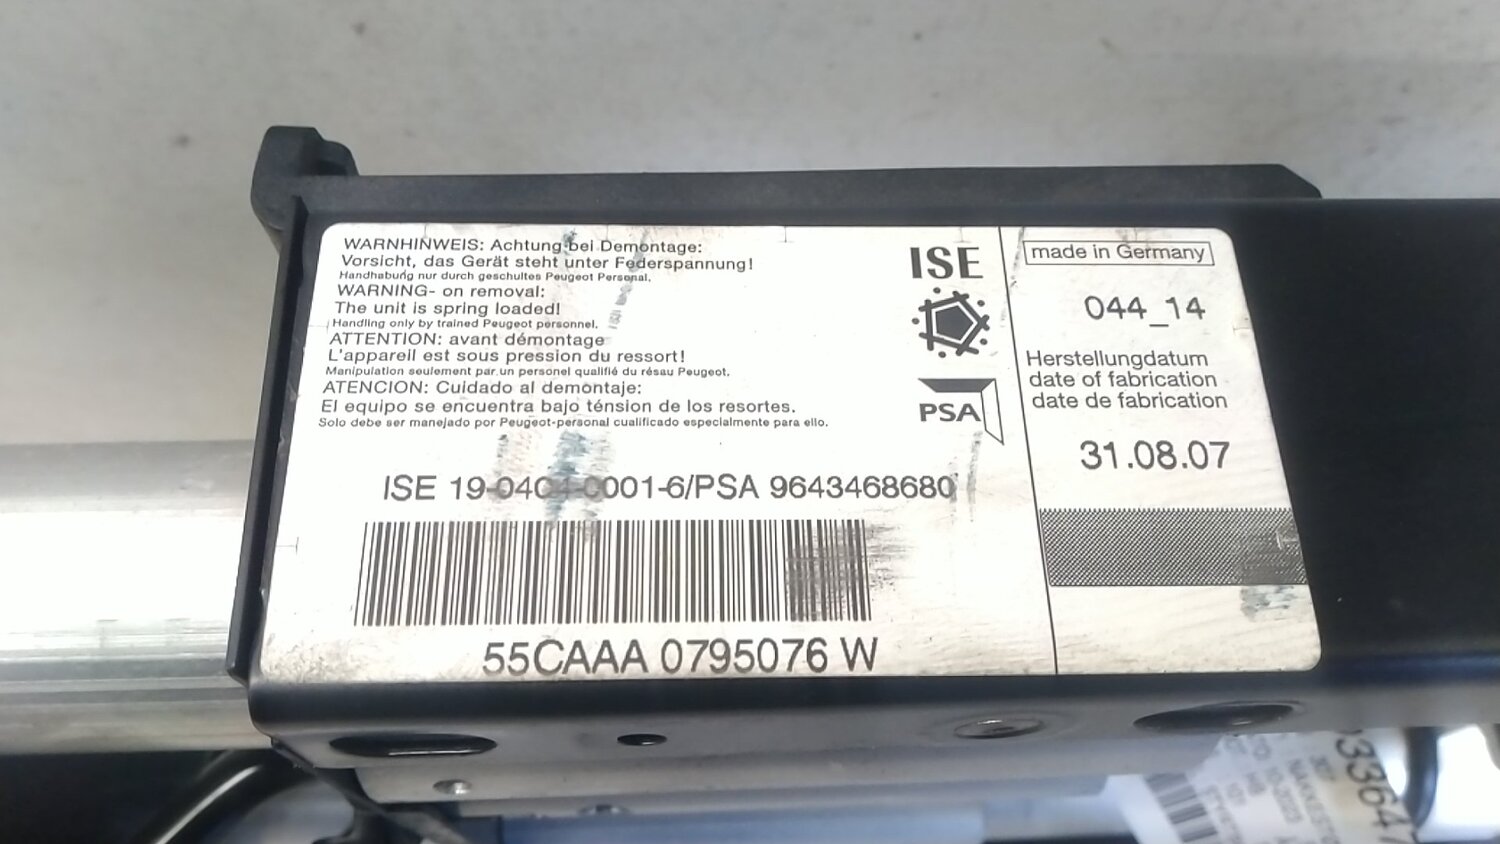 WARNHINWEIS: Achtung bei Demontage:
Vorsicht, das Gerät steht unter Federspannung!
Handhabung nur durch geschultes Peugeot Personal.
WARNING- on removal:
The unit is spring loaded!
Handling only by trained Peugeot personnel.
ATTENTION: avant démontage
L'appareil est sous pression du ressort!
Manipulation seulement par un personel qualifié du résau Peugeot.
ATENCION: Cuidado al demontaje:
El equipo se encuentra bajo ténsion de los resortes.
Solo debe ser manejado por Peugeot-personal cualificado especialmente para ello.
ISE 19-0404-0001-6/PSA 9643468680
55CAAA 0795076 W
ISE
PSA
made in Germany
044_14
Herstellungdatum
date of fabrication
date de fabrication
31.08.07